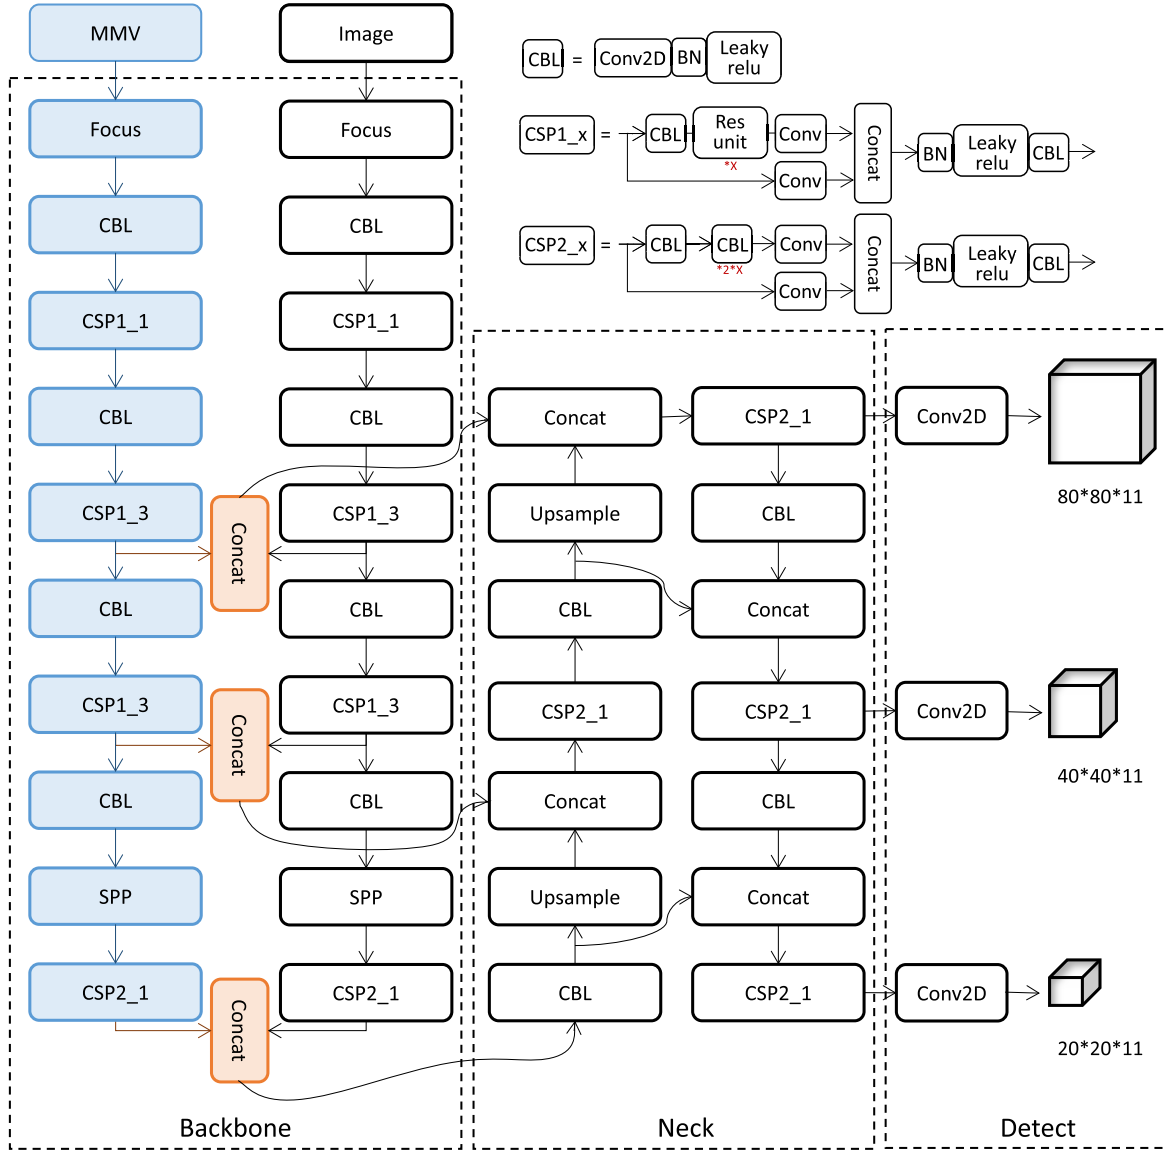 MMV
Image
Focus
Focus
CBL
CBL
CSP1_1
CSP1_1
CBL
CBL
CSP1_3
CSP1_3
Concat
CBL
CBL
CSP1_3
CSP1_3
Concat
CBL
CBL
SPP
SPP
CSP2_1
CSP2_1
Concat
Backbone
CBL = Conv2D BN Leaky relu
CSP1_x = CBL Res unit Conv Concat BN Leaky relu CBL
*X
Conv
CSP2_x = CBL CBL Conv Concat BN Leaky relu CBL
*2*X
Conv
Concat
CSP2_1
Upsample
CBL
CBL
Concat
CSP2_1
CSP2_1
Concat
CBL
Upsample
Concat
CBL
CSP2_1
Neck
Conv2D
80*80*11
Conv2D
40*40*11
Conv2D
20*20*11
Detect